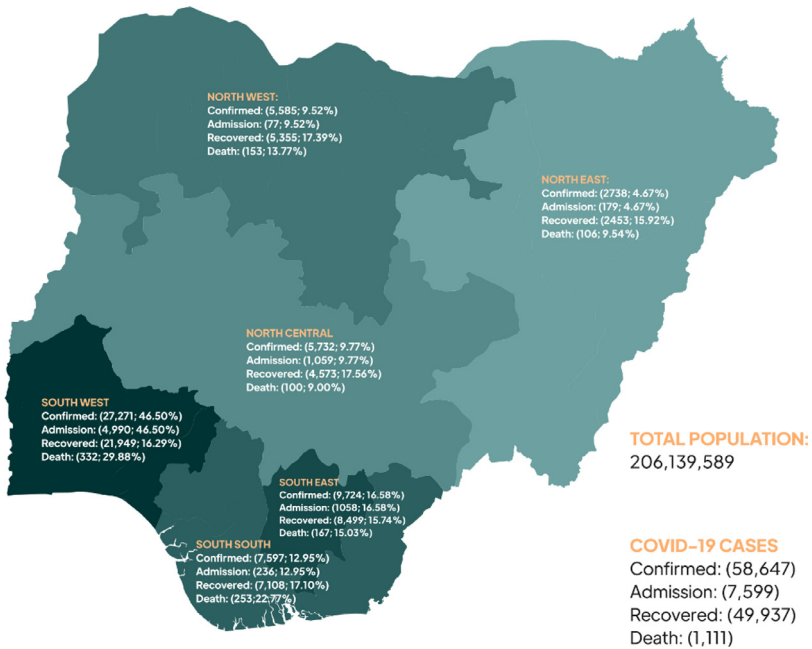 NORTH WEST:
Confirmed: (5,585; 9.52%)
Admission: (77; 9.52%)
Recovered: (5,355; 17.39%)
Death: (153; 13.77%)
NORTH EAST:
Confirmed: (2738; 4.67%)
Admission: (179; 4.67%)
Recovered: (2453; 15.92%)
Death: (106; 9.54%)
NORTH CENTRAL
Confirmed: (5,732; 9.77%)
Admission: (1,059; 9.77%)
Recovered: (4,573; 17.56%)
Death: (100; 9.00%)
SOUTH WEST
Confirmed: (27,271; 46.50%)
Admission: (4,990; 46.50%)
Recovered: (21,949; 16.29%)
Death: (332; 29.88%)
SOUTH EAST
Confirmed: (9,724; 16.58%)
Admission: (1058; 16.58%)
Recovered: (8,499; 15.74%)
Death: (167; 15.03%)
SOUTH SOUTH
Confirmed: (7,597; 12.95%)
Admission: (236; 12.95%)
Recovered: (7,108; 17.10%)
Death: (253;22.77%)
TOTAL POPULATION:
206,139,589
COVID-19 CASES
Confirmed: (58,647)
Admission: (7,599)
Recovered: (49,937)
Death: (1,111)